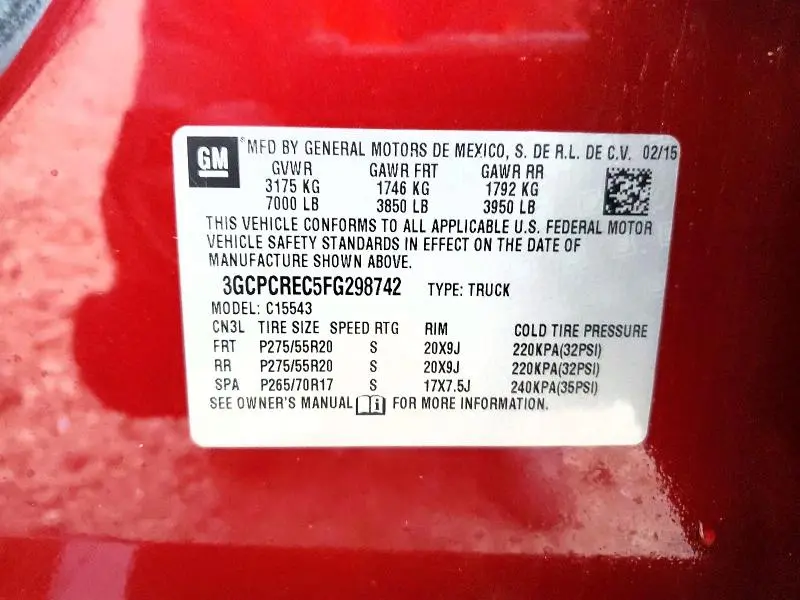 GM ® MFD BY GENERAL MOTORS DE MEXICO, S. DE R.L. DE C.V. 02/15
GVWR GAWR FRT GAWR RR
3175 KG 1746 KG 1792 KG
7000 LB 3850 LB 3950 LB
THIS VEHICLE CONFORMS TO ALL APPLICABLE U.S. FEDERAL MOTOR
VEHICLE SAFETY STANDARDS IN EFFECT ON THE DATE OF
MANUFACTURE SHOWN ABOVE.
3GCPCREC5FG298742 TYPE: TRUCK
MODEL: C15543
CN3L TIRE SIZE SPEED RTG RIM COLD TIRE PRESSURE
FRT P275/55R20 S 20X9J 220KPA(32PSI)
RR P275/55R20 S 20X9J 220KPA(32PSI)
SPA P265/70R17 S 17X7.5J 240KPA(35PSI)
SEE OWNER'S MANUAL FOR MORE INFORMATION.